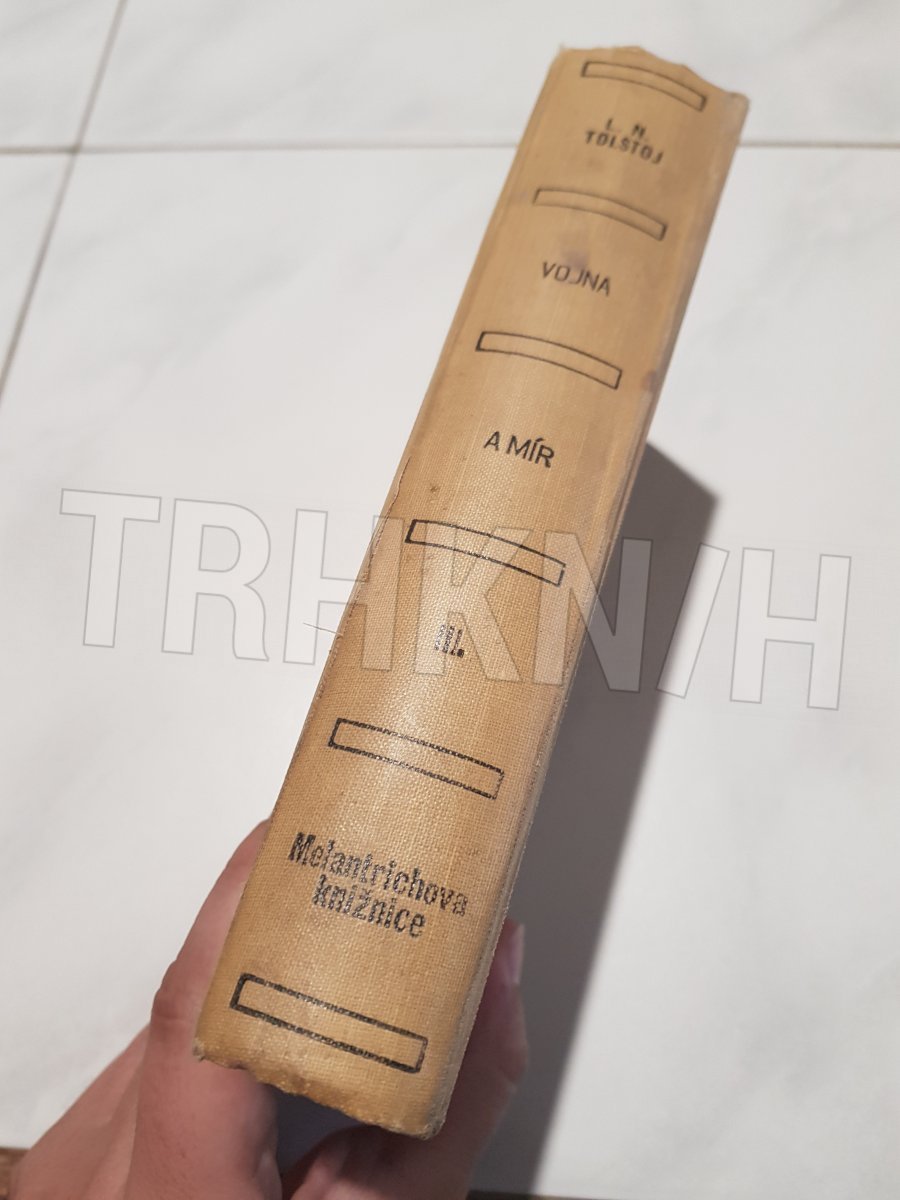 L. N.
TOLSTOJ
VOJNA
A MÍR
III.
Melantrichova
knižnice
TRHKNIH